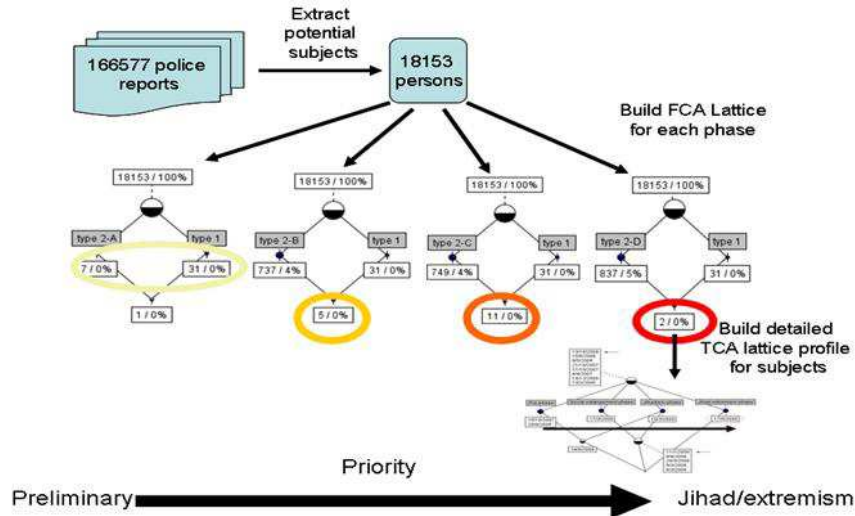 Extract
potential
subjects
166577 police
reports
18153
persons
Build FCA Lattice
for each phase
18153 / 100%
18153 / 100%
18153 / 100%
18153 / 100%
type 2-A
type 1
type 2-B
type 1
type 2-C
type 1
type 2-D
type 1
7 / 0%
31 / 0%
737 / 4%
31 / 0%
749 / 4%
31 / 0%
837 / 5%
31 / 0%
1 / 0%
5 / 0%
11 / 0%
2 / 0%
Build detailed
TCA lattice profile
for subjects
Priority
Preliminary
Jihad/extremism